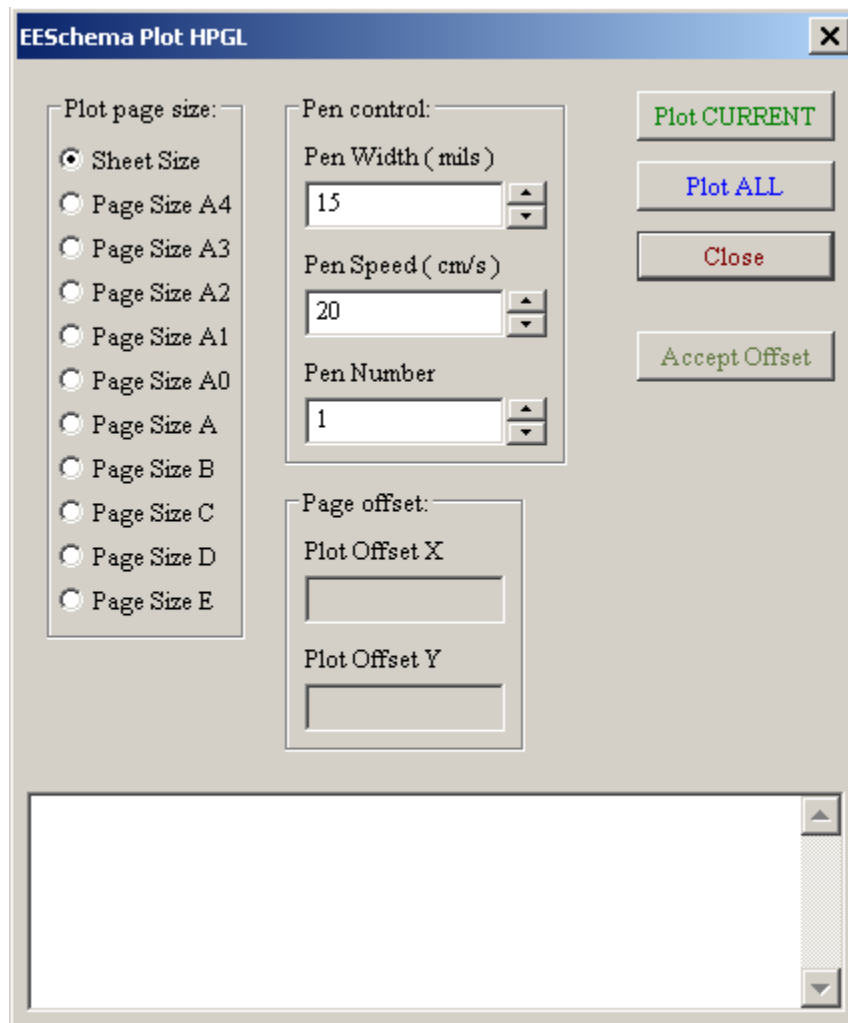 EESchema Plot HPGL
Plot page size:
Sheet Size
Page Size A4
Page Size A3
Page Size A2
Page Size A1
Page Size A0
Page Size A
Page Size B
Page Size C
Page Size D
Page Size E
Pen control:
Pen Width ( mils )
15
Pen Speed ( cm/s )
20
Pen Number
1
Page offset:
Plot Offset X
Plot Offset Y
Plot CURRENT
Plot ALL
Close
Accept Offset